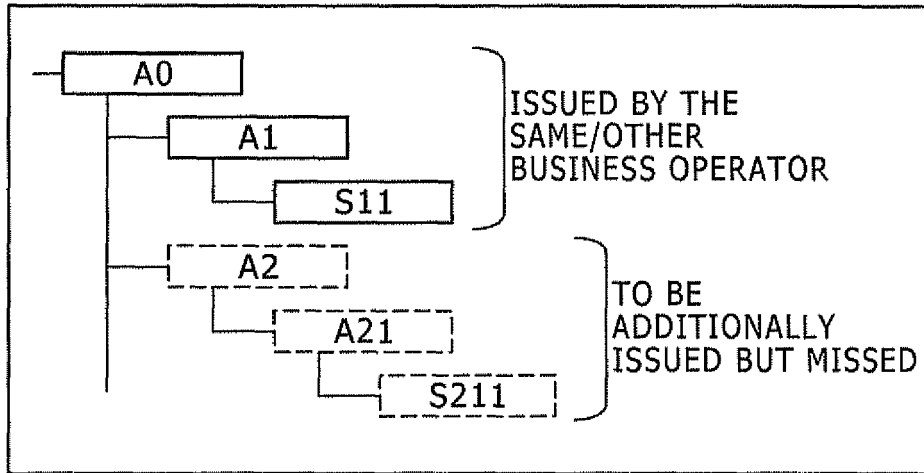 A0
A1
S11
ISSUED BY THE
SAME/OTHER
BUSINESS OPERATOR
A2
A21
S211
TO BE
ADDITIONALLY
ISSUED BUT MISSED